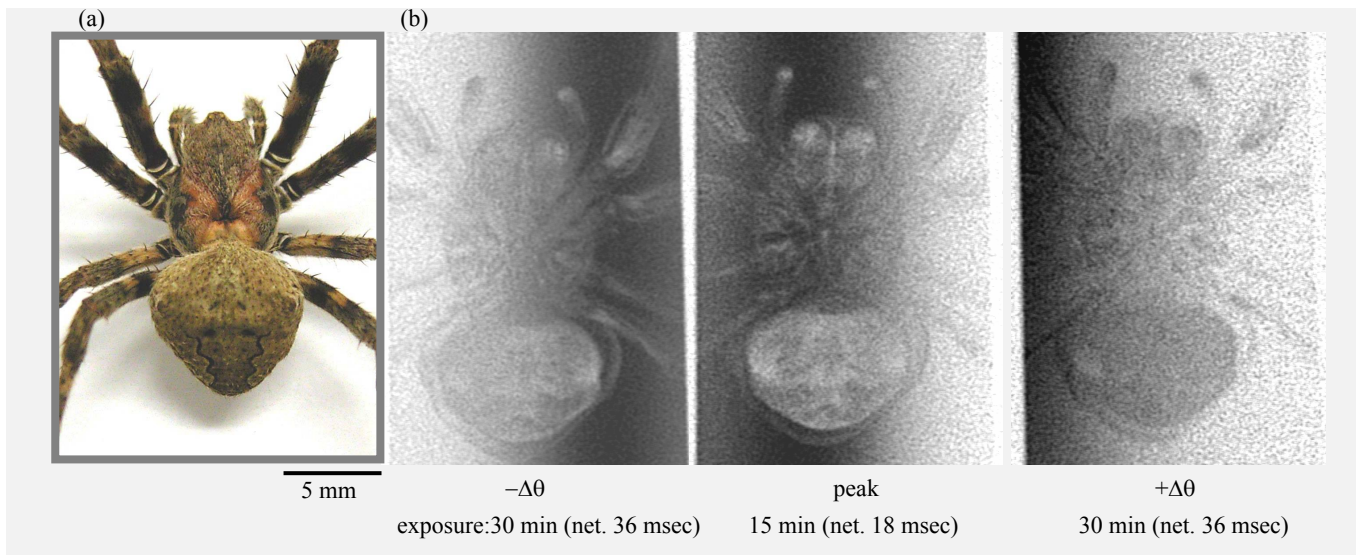 (a)
(b)
5 mm
−Δθ
peak
+Δθ
exposure:30 min (net. 36 msec)
15 min (net. 18 msec)
30 min (net. 36 msec)